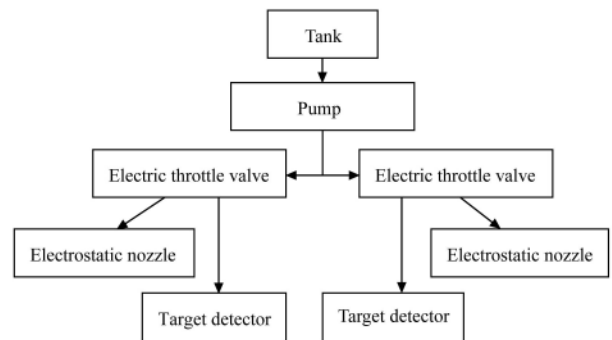 Tank
Pump
Electric throttle valve
Electric throttle valve
Electrostatic nozzle
Electrostatic nozzle
Target detector
Target detector